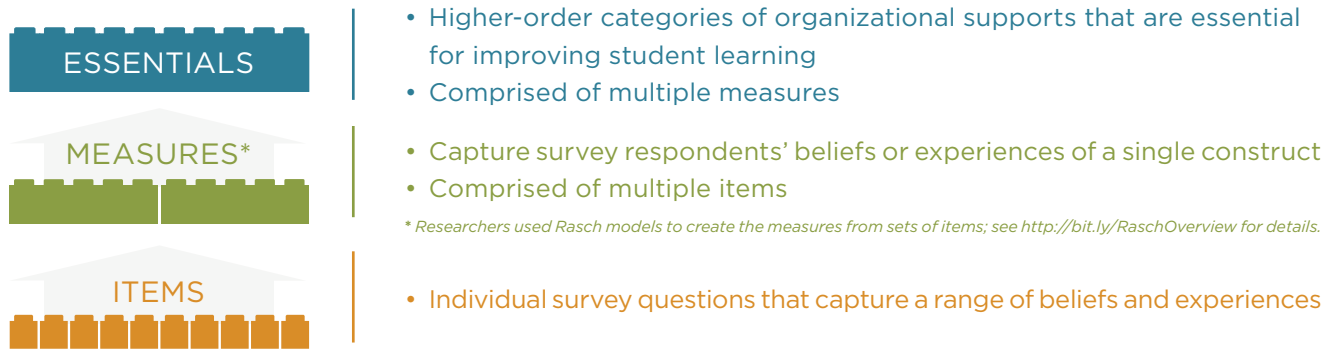 ESSENTIALS
• Higher-order categories of organizational supports that are essential
for improving student learning
• Comprised of multiple measures
MEASURES*
• Capture survey respondents’ beliefs or experiences of a single construct
• Comprised of multiple items
* Researchers used Rasch models to create the measures from sets of items; see http://bit.ly/RaschOverview for details.
ITEMS
• Individual survey questions that capture a range of beliefs and experiences